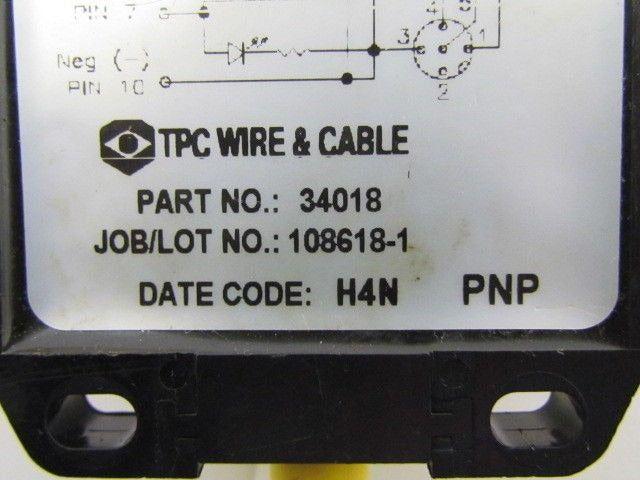 PIN 7
4
3
1
Neg (-)
PIN 10
2
TPC WIRE & CABLE
PART NO.: 34018
JOB/LOT NO.: 108618-1
DATE CODE: H4N PNP